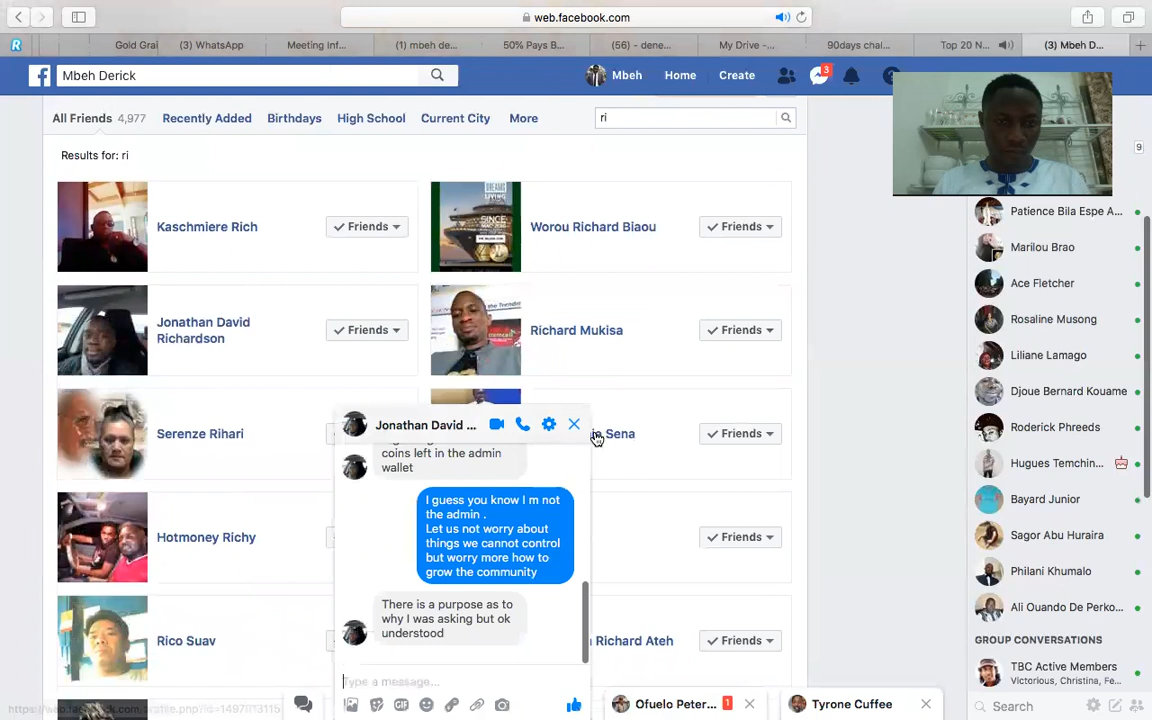 web.facebook.com
Gold Grai
(3) WhatsApp
Meeting Inf...
(1) mbeh de...
50% Pays B...
(56) - dene...
My Drive -...
90days chal...
Top 20 N...
(3) Mbeh D...
Mbeh Derick
Mbeh
Home
Create
3
All Friends 4,977
Recently Added
Birthdays
High School
Current City
More
ri
Results for: ri
Kaschmiere Rich
Friends
Worou Richard Biaou
Friends
Jonathan David
Richardson
Friends
Richard Mukisa
Friends
Serenze Rihari
Sena
Friends
Hotmoney Richy
Friends
Rico Suav
Richard Ateh
Friends
Jonathan David ...
coins left in the admin
wallet
I guess you know I m not
the admin .
Let us not worry about
things we cannot control
but worry more how to
grow the community
There is a purpose as to
why I was asking but ok
understood
Type a message...
GIF
Ofuelo Peter...
1
Tyrone Cuffee
9
Patience Bila Espe A...
Marilou Brao
Ace Fletcher
Rosaline Musong
Liliane Lamago
Djoue Bernard Kouame
Roderick Phreeds
Hugues Temchin...
Bayard Junior
Sagor Abu Huraira
Philani Khumalo
Ali Ouando De Perko...
GROUP CONVERSATIONS
TBC Active Members
Victorious, Christina, Fe...
Search